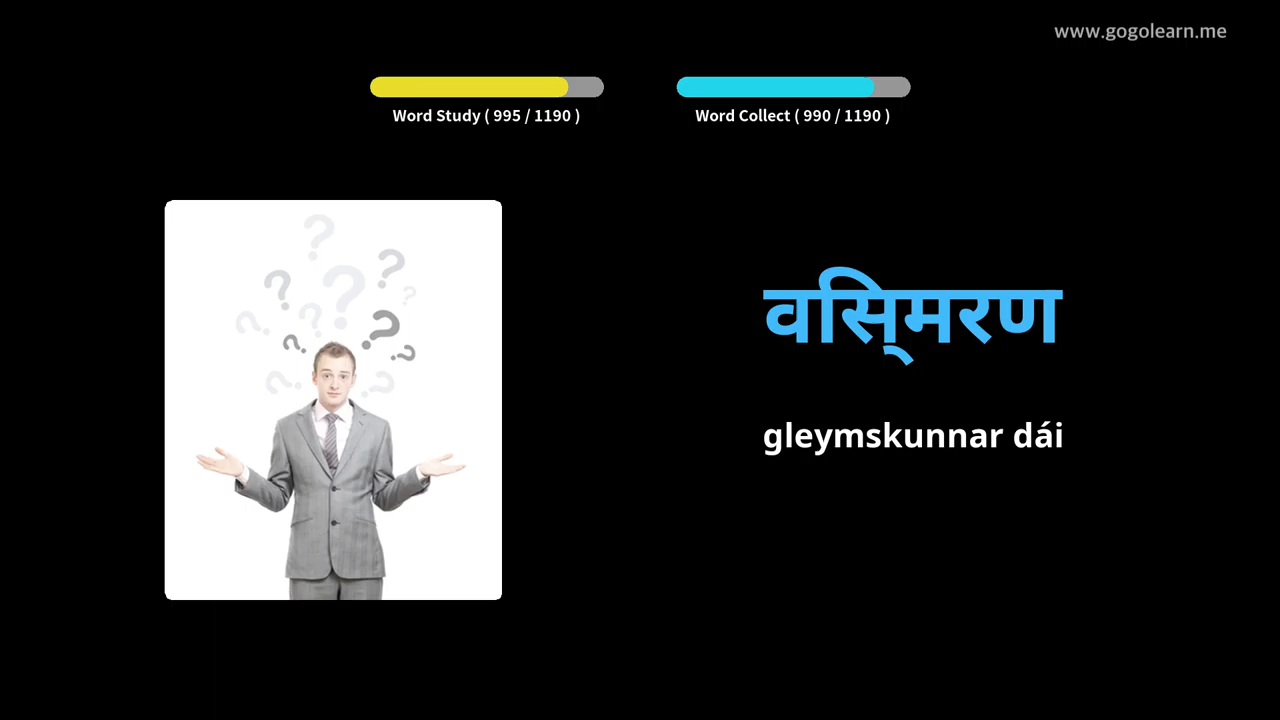 www.gogolearn.me
Word Study ( 995 / 1190 )
Word Collect ( 990 / 1190 )
विस्मरण
gleymskunnar dái